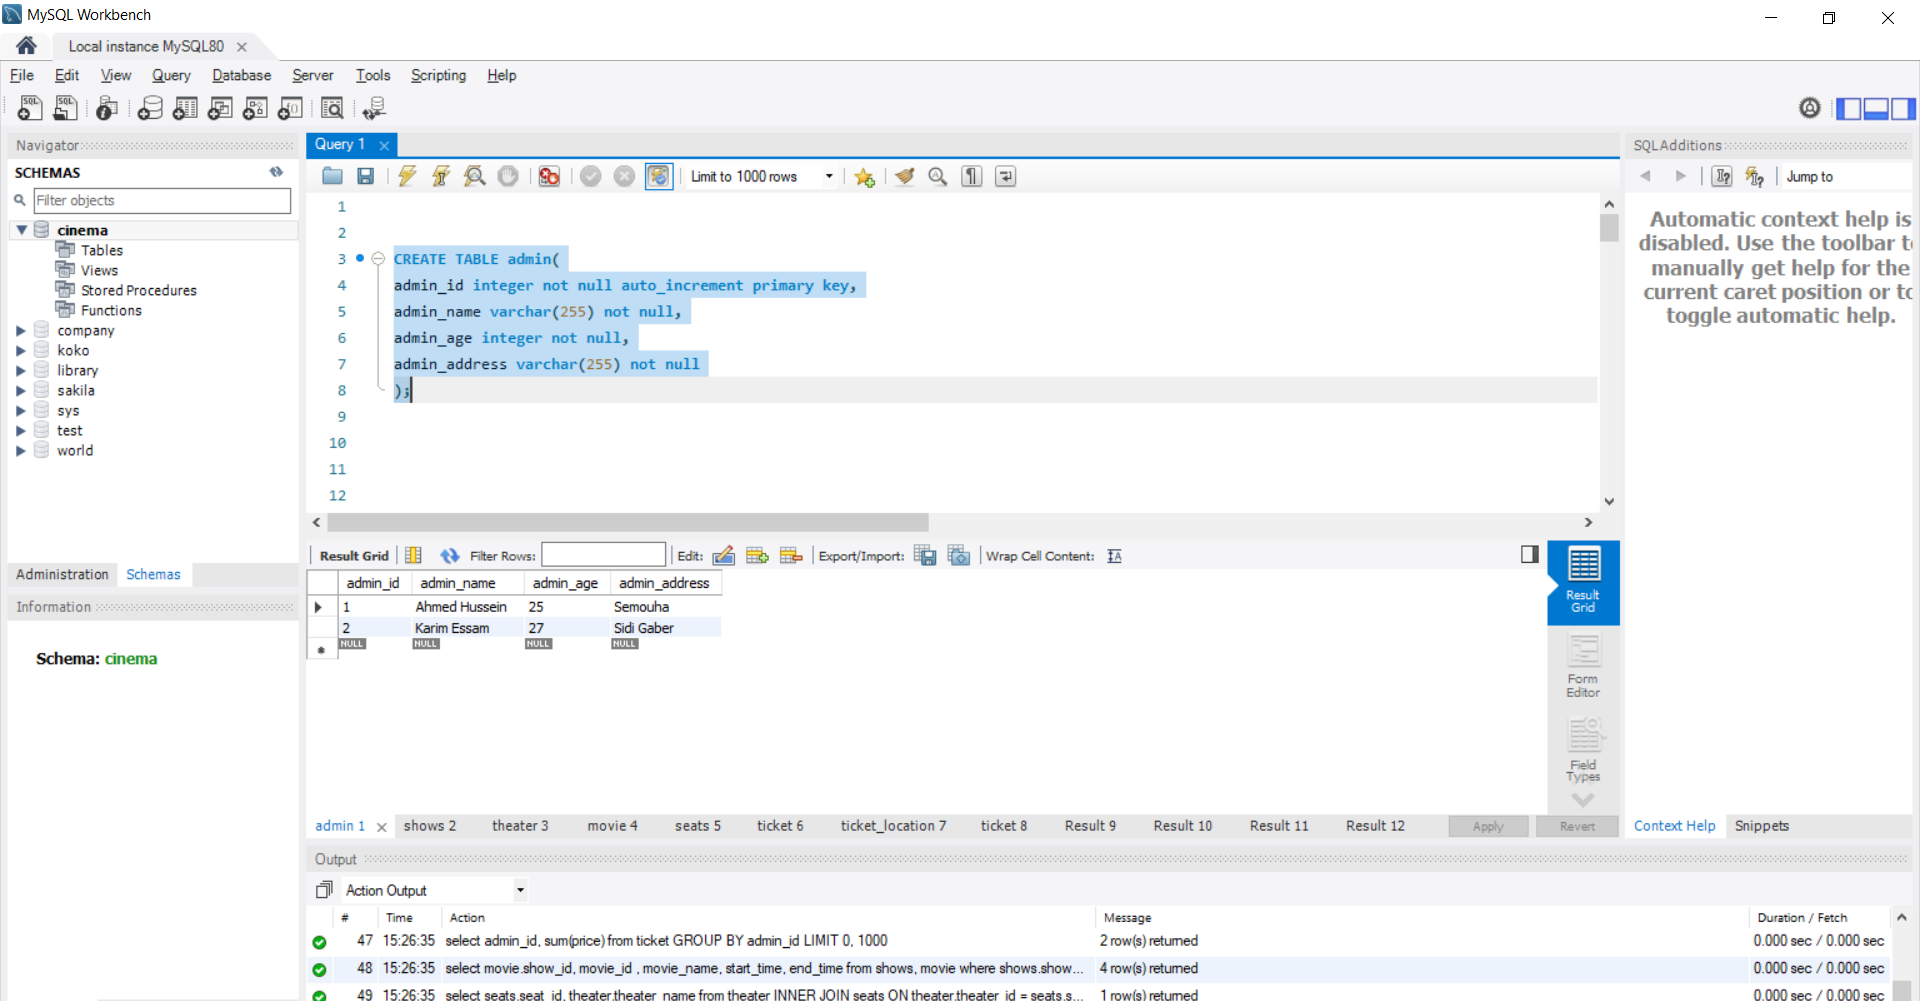 MySQL Workbench
Local instance MySQL80
File Edit View Query Database Server Tools Scripting Help
Navigator
SCHEMAS
Filter objects
cinema
Tables
Views
Stored Procedures
Functions
company
koko
library
sakila
sys
test
world
Administration Schemas
Information
Schema: cinema
Query 1
Limit to 1000 rows
1
2
3 CREATE TABLE admin(
4 admin_id integer not null auto_increment primary key,
5 admin_name varchar(255) not null,
6 admin_age integer not null,
7 admin_address varchar(255) not null
8 );
9
10
11
12
Result Grid Filter Rows: Edit: Export/Import: Wrap Cell Content:
admin_id admin_name admin_age admin_address
1 Ahmed Hussein 25 Semouha
2 Karim Essam 27 Sidi Gaber
NULL NULL NULL NULL
Result
Grid
Form
Editor
Field
Types
admin 1 shows 2 theater 3 movie 4 seats 5 ticket 6 ticket_location 7 ticket 8 Result 9 Result 10 Result 11 Result 12 Apply Revert
SQLAdditions
Jump to
Automatic context help is
disabled. Use the toolbar t
manually get help for the
current caret position or to
toggle automatic help.
Context Help Snippets
Output
Action Output
# Time Action Message Duration / Fetch
47 15:26:35 select admin_id, sum(price) from ticket GROUP BY admin_id LIMIT 0, 1000 2 row(s) returned 0.000 sec / 0.000 sec
48 15:26:35 select movie.show_id, movie_id , movie_name, start_time, end_time from shows, movie where shows.show... 4 row(s) returned 0.000 sec / 0.000 sec
49 15:26:35 select seats.seat_id, theater.theater_name from theater INNER JOIN seats ON theater.theater_id = seats.s... 1 row(s) returned 0.000 sec / 0.000 sec